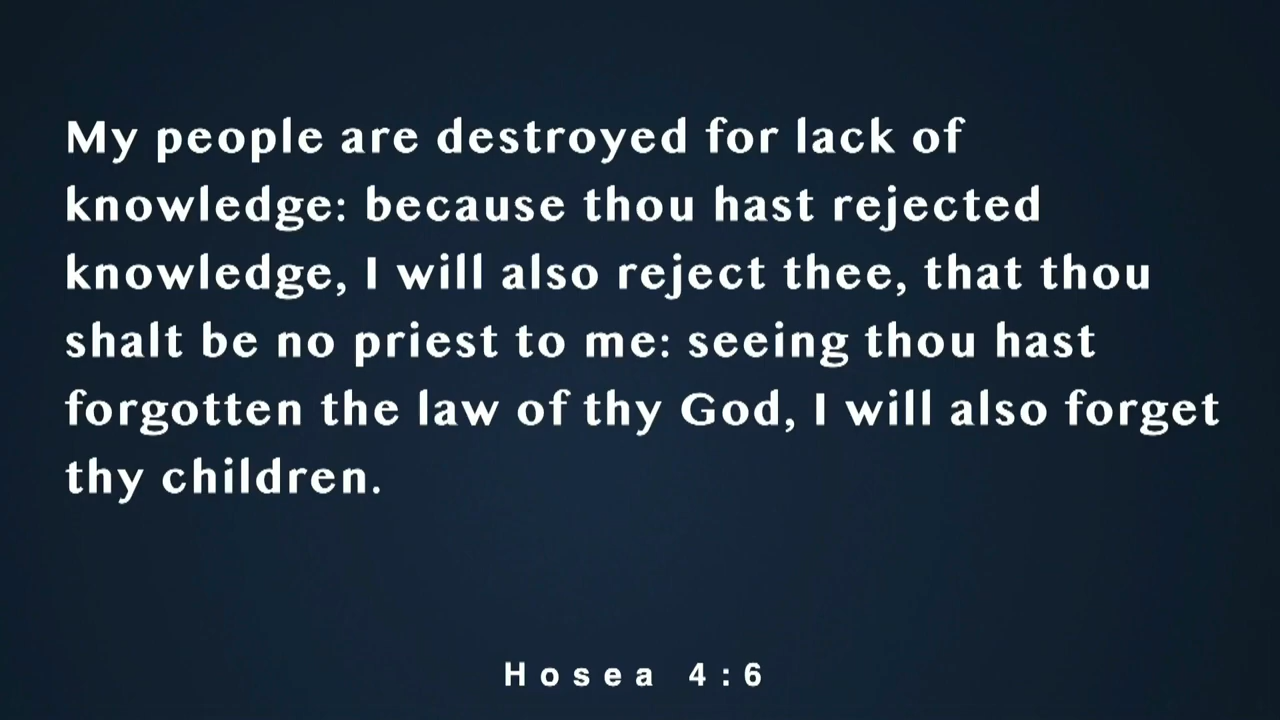 My people are destroyed for lack of
knowledge: because thou hast rejected
knowledge, I will also reject thee, that thou
shalt be no priest to me: seeing thou hast
forgotten the law of thy God, I will also forget
thy children.
Hosea 4:6